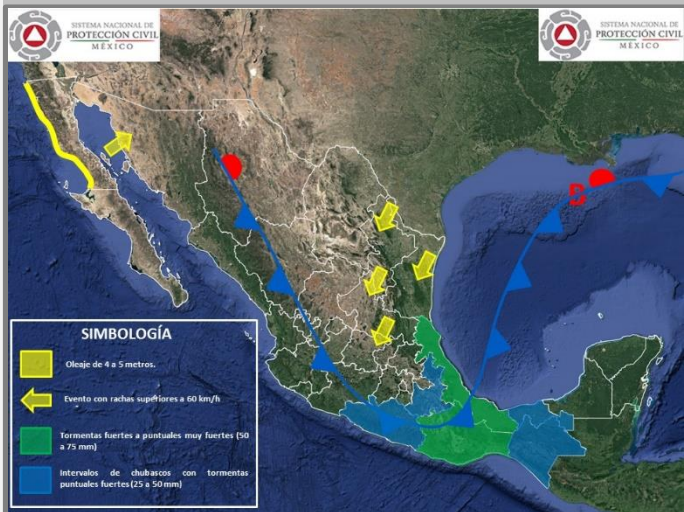 SISTEMA NACIONAL DE
PROTECCIÓN CIVIL
MÉXICO
SISTEMA NACIONAL DE
PROTECCIÓN CIVIL
MÉXICO
B
SIMBOLOGÍA
Oleaje de 4 a 5 metros.
Evento con rachas superiores a 60 km/h
Tormentas fuertes a puntuales muy fuertes (50
a 75 mm)
Intervalos de chubascos con tormentas
puntuales fuertes (25 a 50 mm)